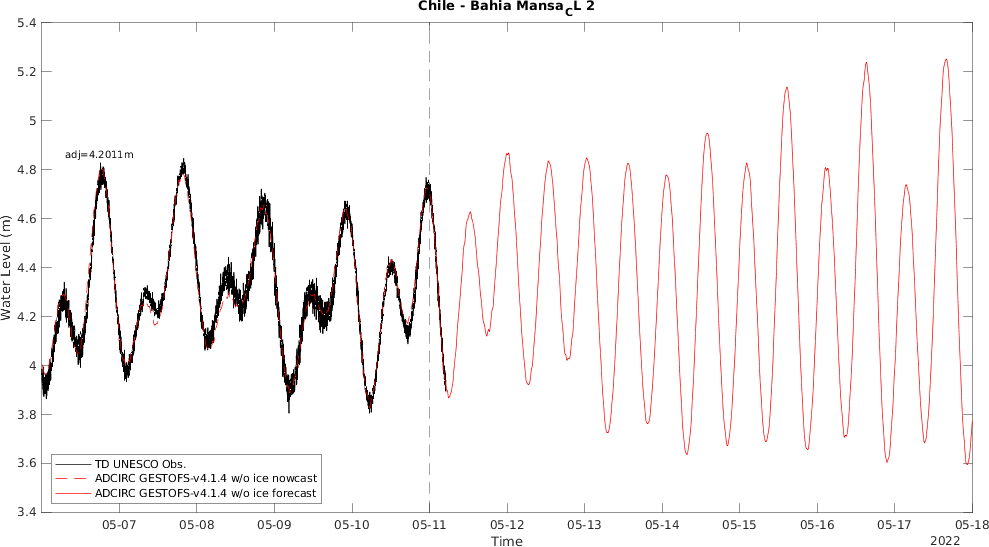 Chile - Bahia Mansa_CL 2
5.4
5.2
5
4.8
4.6
4.4
4.2
4
3.8
3.6
3.4
Water Level (m)
adj=4.2011m
TD UNESCO Obs.
ADCIRC GESTOFS-v4.1.4 w/o ice nowcast
ADCIRC GESTOFS-v4.1.4 w/o ice forecast
05-07 05-08 05-09 05-10 05-11 05-12 05-13 05-14 05-15 05-16 05-17 05-18
Time
2022